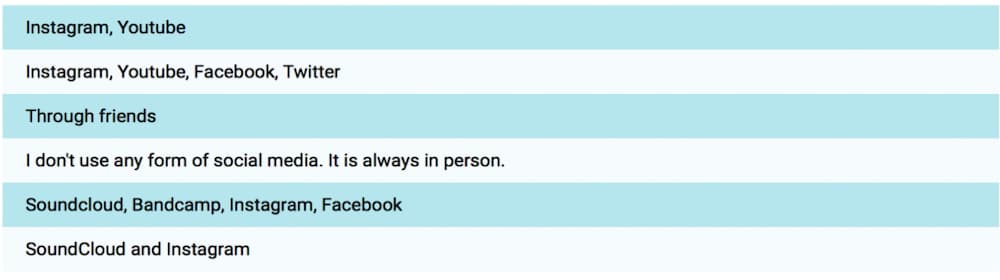 Instagram, Youtube
Instagram, Youtube, Facebook, Twitter
Through friends
I don't use any form of social media. It is always in person.
Soundcloud, Bandcamp, Instagram, Facebook
SoundCloud and Instagram